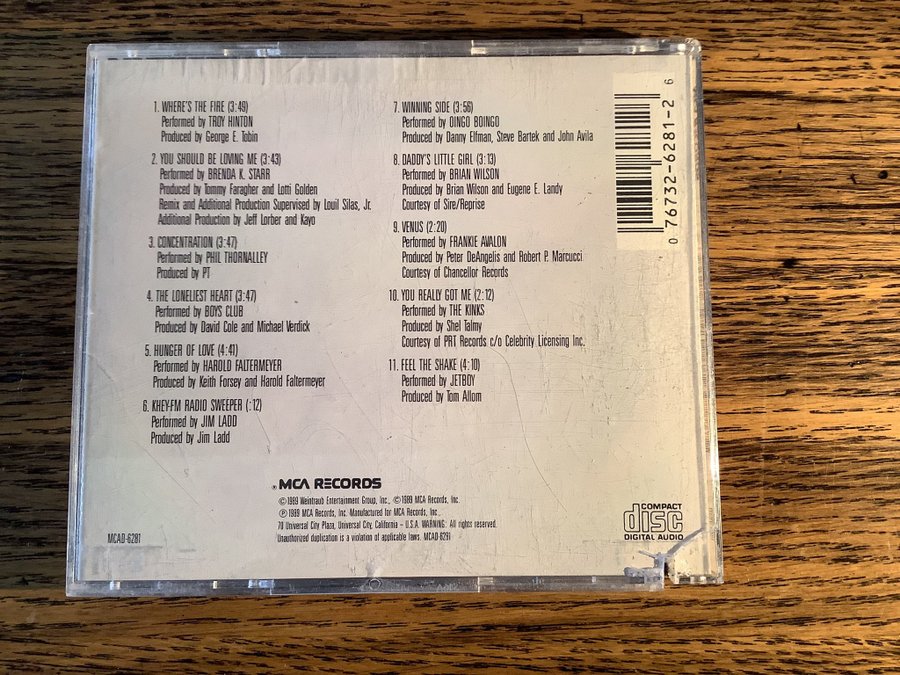 1. WHERE'S THE FIRE (3:49)
Performed by TROY HINTON
Produced by George E. Tobin
2. YOU SHOULD BE LOVING ME (3:43)
Performed by BRENDA K. STARR
Produced by Tommy Faragher and Lotti Golden
Remix and Additional Production Supervised by Louil Silas, Jr.
Additional Production by Jeff Lorber and Kayo
3. CONCENTRATION (3:47)
Performed by PHIL THORNALLEY
Produced by PT
4. THE LONELIEST HEART (3:47)
Performed by BOYS CLUB
Produced by David Cole and Michael Verdick
5. HUNGER OF LOVE (4:41)
Performed by HAROLD FALTERMEYER
Produced by Keith Forsey and Harold Faltermeyer
6. KHEY-FM RADIO SWEEPER (:12)
Performed by JIM LADD
Produced by Jim Ladd
7. WINNING SIDE (3:56)
Performed by OINGO BOINGO
Produced by Danny Elfman, Steve Bartek and John Avila
8. DADDY'S LITTLE GIRL (3:13)
Performed by BRIAN WILSON
Produced by Brian Wilson and Eugene E. Landy
Courtesy of Sire/Reprise
9. VENUS (2:20)
Performed by FRANKIE AVALON
Produced by Peter DeAngelis and Robert P. Marcucci
Courtesy of Chancellor Records
10. YOU REALLY GOT ME (2:12)
Performed by THE KINKS
Produced by Shel Talmy
Courtesy of PRT Records c/o Celebrity Licensing Inc.
11. FEEL THE SHAKE (4:10)
Performed by JETBOY
Produced by Tom Allom
0 76732-6281-2 6
® MCA RECORDS
©1989 Weintraub Entertainment Group, Inc., ©1989 MCA Records, Inc.
℗ 1989 MCA Records, Inc. Manufactured for MCA Records, Inc.,
70 Universal City Plaza, Universal City, California – U.S.A. WARNING: All rights reserved.
Unauthorized duplication is a violation of applicable laws. MCAD-6281
MCAD-6281
COMPACT
disc
DIGITAL AUDIO